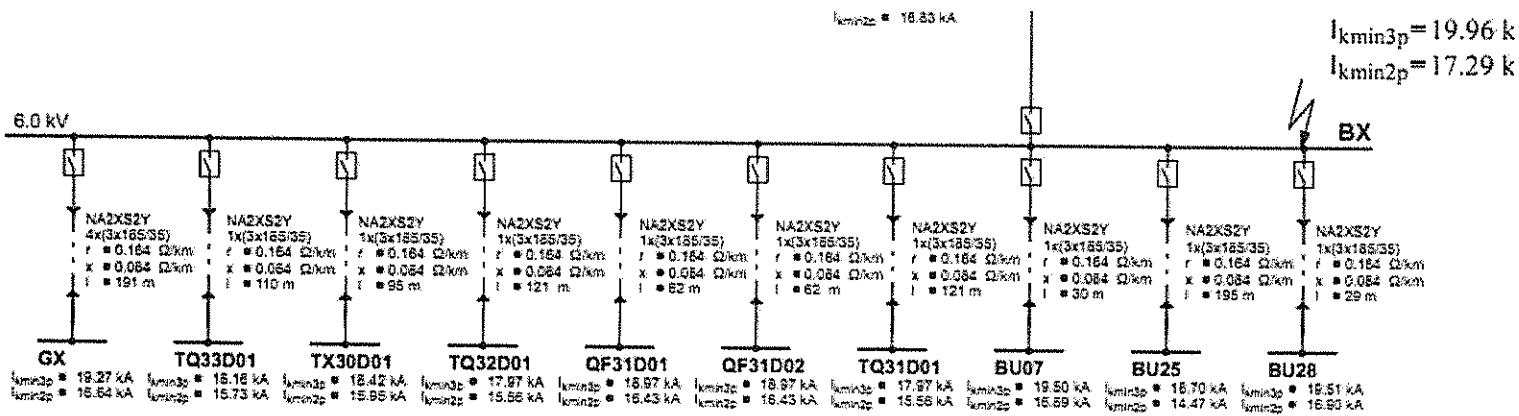 Ikmin2p = 16.83 kA
Ikmin3p=19.96 k
Ikmin2p=17.29 k
6.0 kV
BX
NA2XS2Y
4x(3x185/35)
r = 0.164 Ω/km
x = 0.084 Ω/km
l = 191 m
NA2XS2Y
1x(3x185/35)
r = 0.164 Ω/km
x = 0.084 Ω/km
l = 110 m
NA2XS2Y
1x(3x185/35)
r = 0.164 Ω/km
x = 0.084 Ω/km
l = 95 m
NA2XS2Y
1x(3x185/35)
r = 0.164 Ω/km
x = 0.084 Ω/km
l = 121 m
NA2XS2Y
1x(3x185/35)
r = 0.164 Ω/km
x = 0.084 Ω/km
l = 62 m
NA2XS2Y
1x(3x185/35)
r = 0.164 Ω/km
x = 0.084 Ω/km
l = 62 m
NA2XS2Y
1x(3x185/35)
r = 0.164 Ω/km
x = 0.084 Ω/km
l = 121 m
NA2XS2Y
1x(3x185/35)
r = 0.164 Ω/km
x = 0.084 Ω/km
l = 30 m
NA2XS2Y
1x(3x185/35)
r = 0.164 Ω/km
x = 0.084 Ω/km
l = 195 m
NA2XS2Y
1x(3x185/35)
r = 0.164 Ω/km
x = 0.084 Ω/km
l = 29 m
GX
Ikmin3p = 19.27 kA
Ikmin2p = 16.64 kA
TQ33D01
Ikmin3p = 18.16 kA
Ikmin2p = 15.73 kA
TX30D01
Ikmin3p = 18.42 kA
Ikmin2p = 15.95 kA
TQ32D01
Ikmin3p = 17.97 kA
Ikmin2p = 15.56 kA
QF31D01
Ikmin3p = 18.97 kA
Ikmin2p = 16.43 kA
QF31D02
Ikmin3p = 18.97 kA
Ikmin2p = 16.43 kA
TQ31D01
Ikmin3p = 17.97 kA
Ikmin2p = 15.56 kA
BU07
Ikmin3p = 19.50 kA
Ikmin2p = 16.89 kA
BU25
Ikmin3p = 16.70 kA
Ikmin2p = 14.47 kA
BU28
Ikmin3p = 19.51 kA
Ikmin2p = 16.90 kA